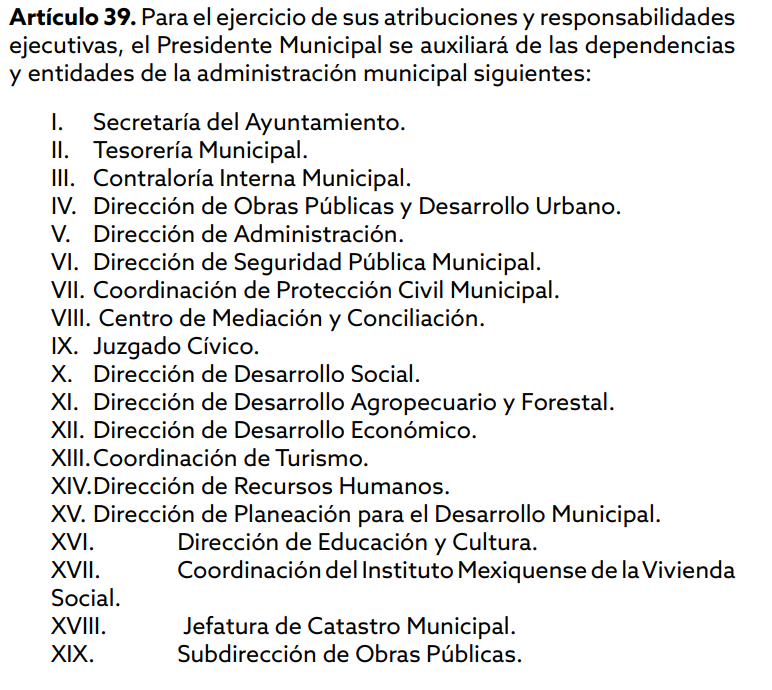 Artículo 39. Para el ejercicio de sus atribuciones y responsabilidades
ejecutivas, el Presidente Municipal se auxiliará de las dependencias
y entidades de la administración municipal siguientes:
I. Secretaría del Ayuntamiento.
II. Tesorería Municipal.
III. Contraloría Interna Municipal.
IV. Dirección de Obras Públicas y Desarrollo Urbano.
V. Dirección de Administración.
VI. Dirección de Seguridad Pública Municipal.
VII. Coordinación de Protección Civil Municipal.
VIII. Centro de Mediación y Conciliación.
IX. Juzgado Cívico.
X. Dirección de Desarrollo Social.
XI. Dirección de Desarrollo Agropecuario y Forestal.
XII. Dirección de Desarrollo Económico.
XIII. Coordinación de Turismo.
XIV. Dirección de Recursos Humanos.
XV. Dirección de Planeación para el Desarrollo Municipal.
XVI. Dirección de Educación y Cultura.
XVII. Coordinación del Instituto Mexiquense de la Vivienda
Social.
XVIII. Jefatura de Catastro Municipal.
XIX. Subdirección de Obras Públicas.